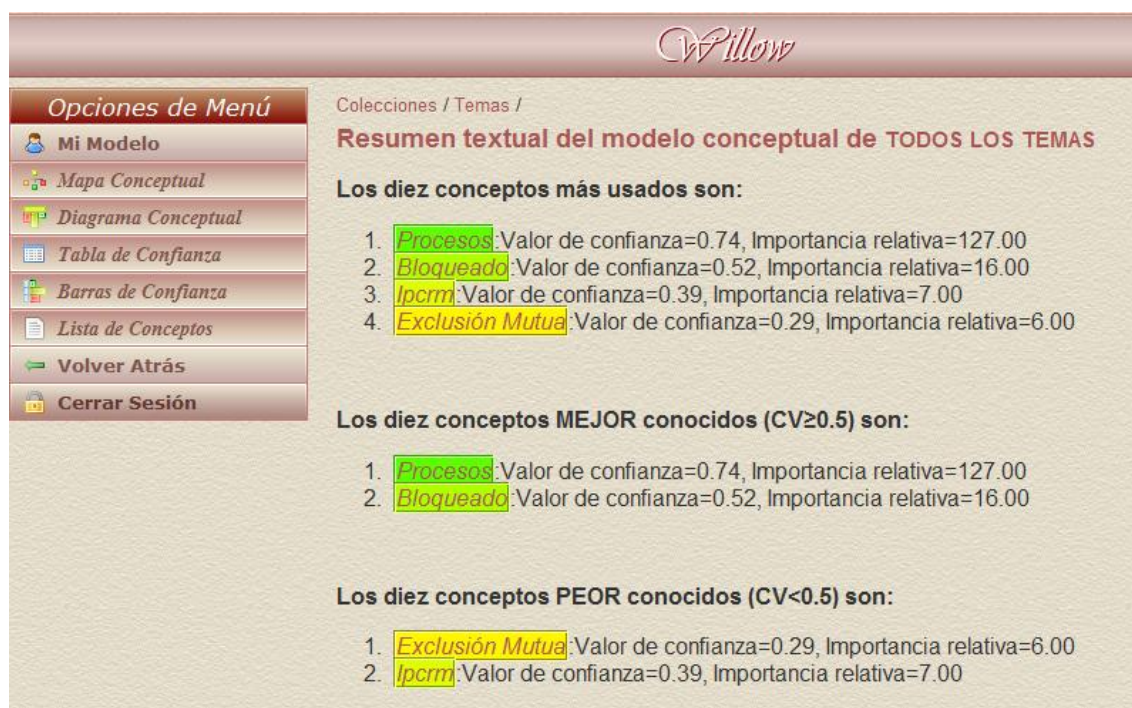 Willow
Opciones de Menú
Mi Modelo
Mapa Conceptual
Diagrama Conceptual
Tabla de Confianza
Barras de Confianza
Lista de Conceptos
Volver Atrás
Cerrar Sesión
Colecciones / Temas /
Resumen textual del modelo conceptual de TODOS LOS TEMAS
Los diez conceptos más usados son:
1. Procesos:Valor de confianza=0.74, Importancia relativa=127.00
2. Bloqueado:Valor de confianza=0.52, Importancia relativa=16.00
3. Ipcrm:Valor de confianza=0.39, Importancia relativa=7.00
4. Exclusión Mutua:Valor de confianza=0.29, Importancia relativa=6.00
Los diez conceptos MEJOR conocidos (CV≥0.5) son:
1. Procesos:Valor de confianza=0.74, Importancia relativa=127.00
2. Bloqueado:Valor de confianza=0.52, Importancia relativa=16.00
Los diez conceptos PEOR conocidos (CV<0.5) son:
1. Exclusión Mutua:Valor de confianza=0.29, Importancia relativa=6.00
2. Ipcrm:Valor de confianza=0.39, Importancia relativa=7.00